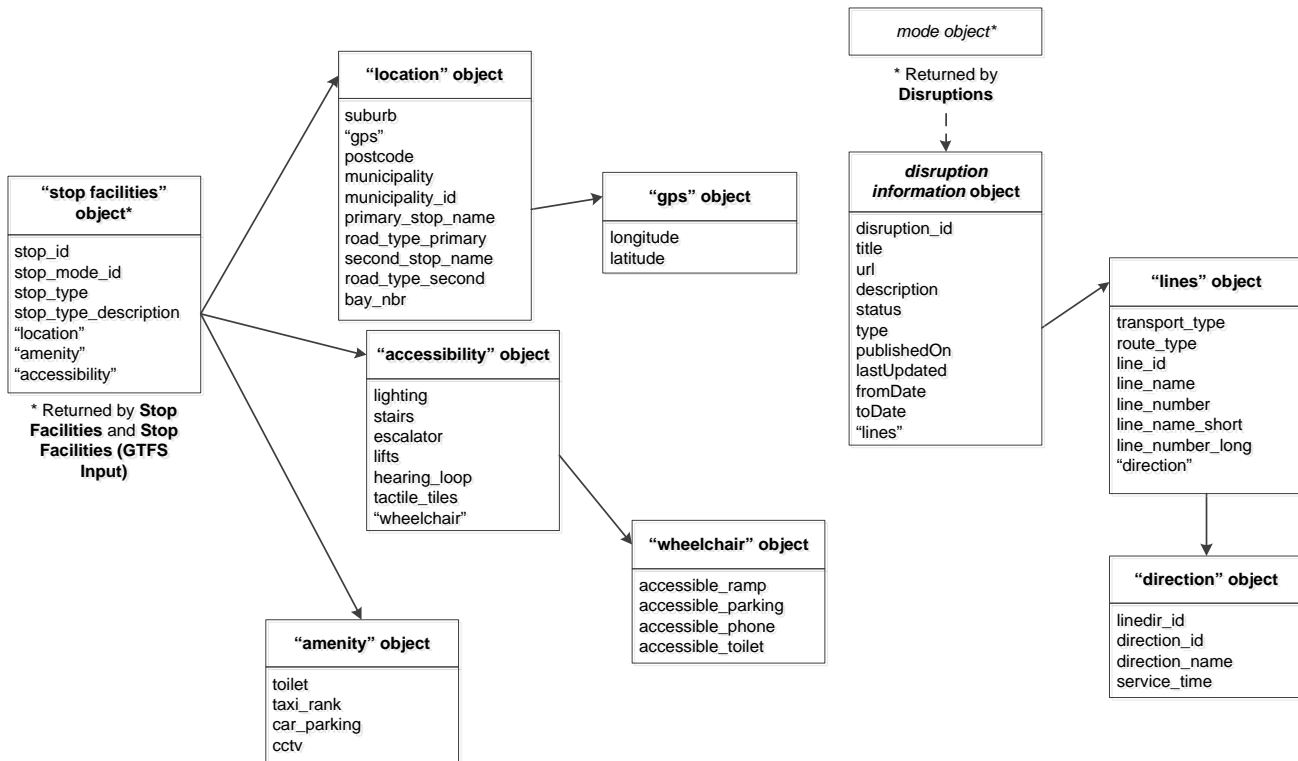 “stop facilities”
object*
stop_id
stop_mode_id
stop_type
stop_type_description
“location”
“amenity”
“accessibility”
* Returned by Stop
Facilities and Stop
Facilities (GTFS
Input)
“location” object
suburb
“gps”
postcode
municipality
municipality_id
primary_stop_name
road_type_primary
second_stop_name
road_type_second
bay_nbr
“gps” object
longitude
latitude
“accessibility” object
lighting
stairs
escalator
lifts
hearing_loop
tactile_tiles
“wheelchair”
“wheelchair” object
accessible_ramp
accessible_parking
accessible_phone
accessible_toilet
“amenity” object
toilet
taxi_rank
car_parking
cctv
mode object*
* Returned by
Disruptions
disruption
information object
disruption_id
title
url
description
status
type
publishedOn
lastUpdated
fromDate
toDate
“lines”
“lines” object
transport_type
route_type
line_id
line_name
line_number
line_name_short
line_number_long
“direction”
“direction” object
linedir_id
direction_id
direction_name
service_time